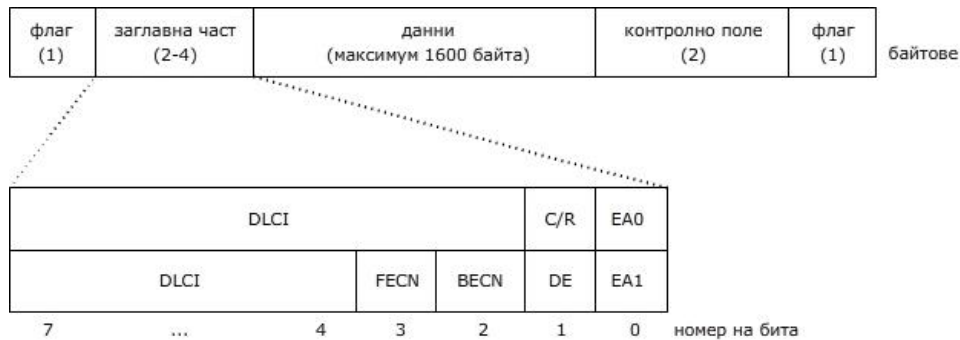 флаг заглавна част данни контролно поле флаг
(1) (2-4) (максимум 1600 байта) (2) (1) байтове
DLCI C/R EA0
DLCI FECN BECN DE EA1
7 ... 4 3 2 1 0 номер на бита